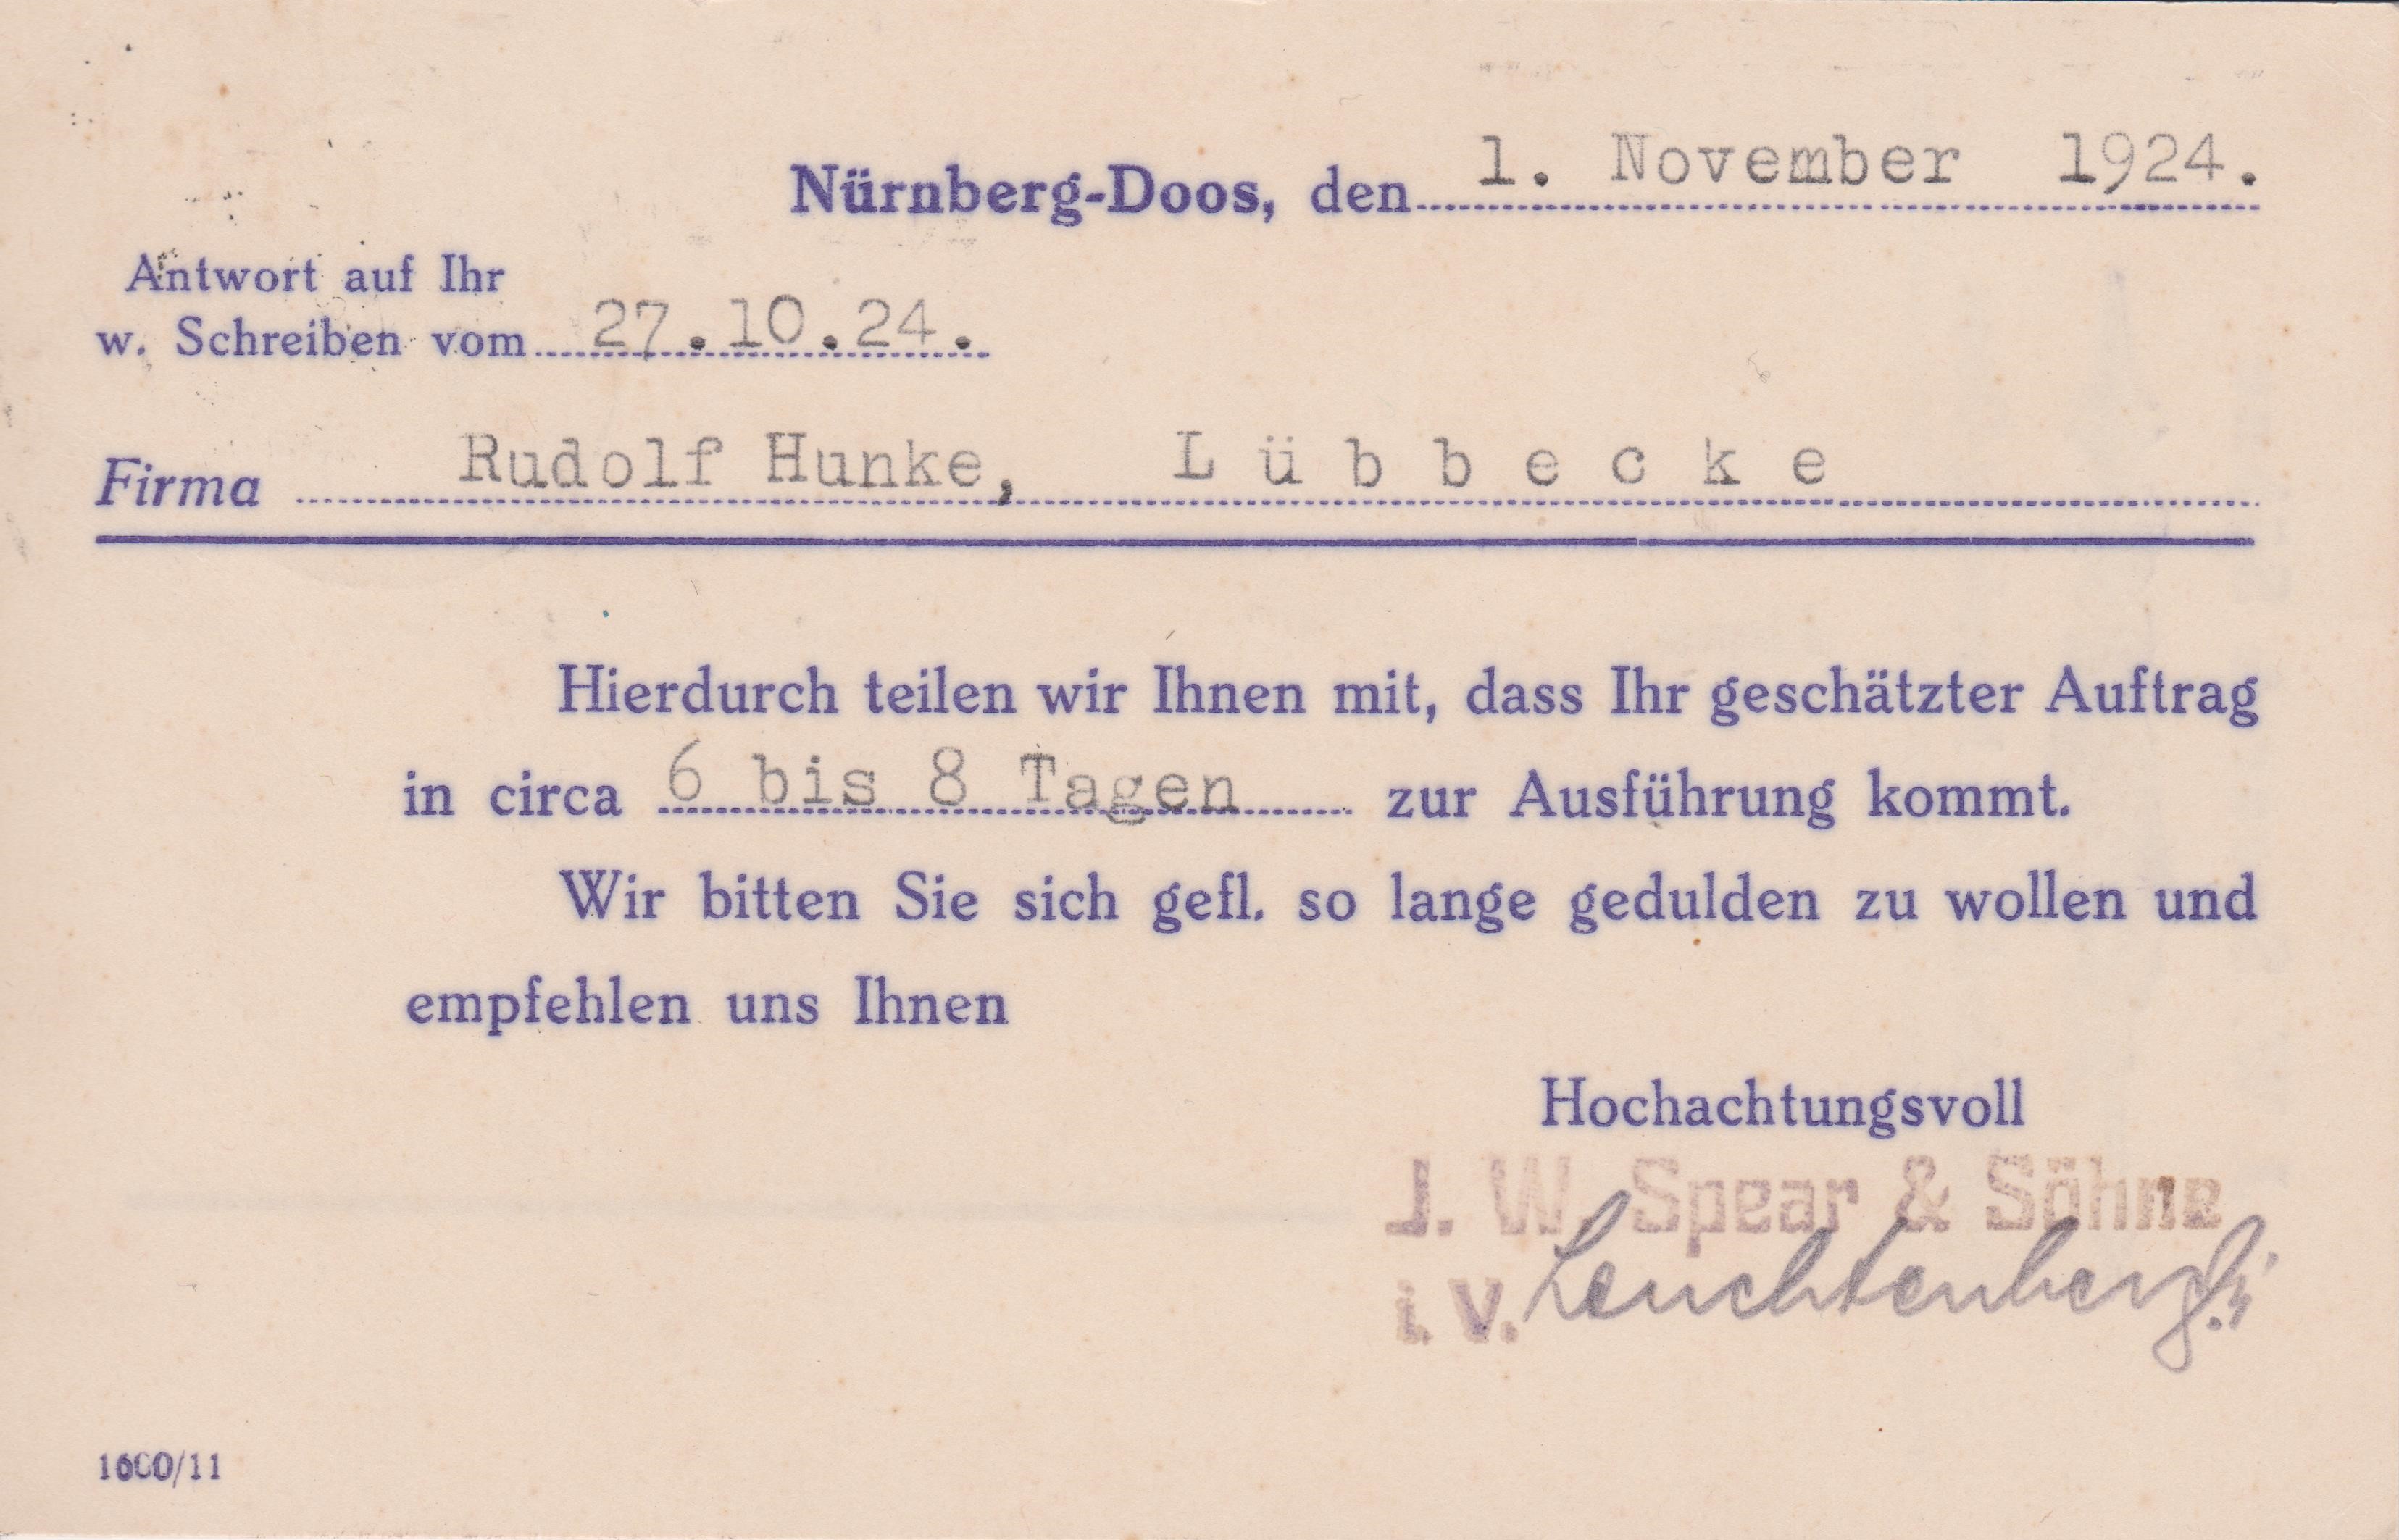 Nürnberg-Doos, den 1. November 1924.
Antwort auf Ihr
w. Schreiben vom 27.10.24.
Firma Rudolf Hunke, Lübbecke
Hierdurch teilen wir Ihnen mit, dass Ihr geschätzter Auftrag
in circa 6 bis 8 Tagen zur Ausführung kommt.
Wir bitten Sie sich gefl. so lange gedulden zu wollen und
empfehlen uns Ihnen
Hochachtungsvoll
J. W. Spear & Söhne
i. V. Leuchtenberg
1600/11